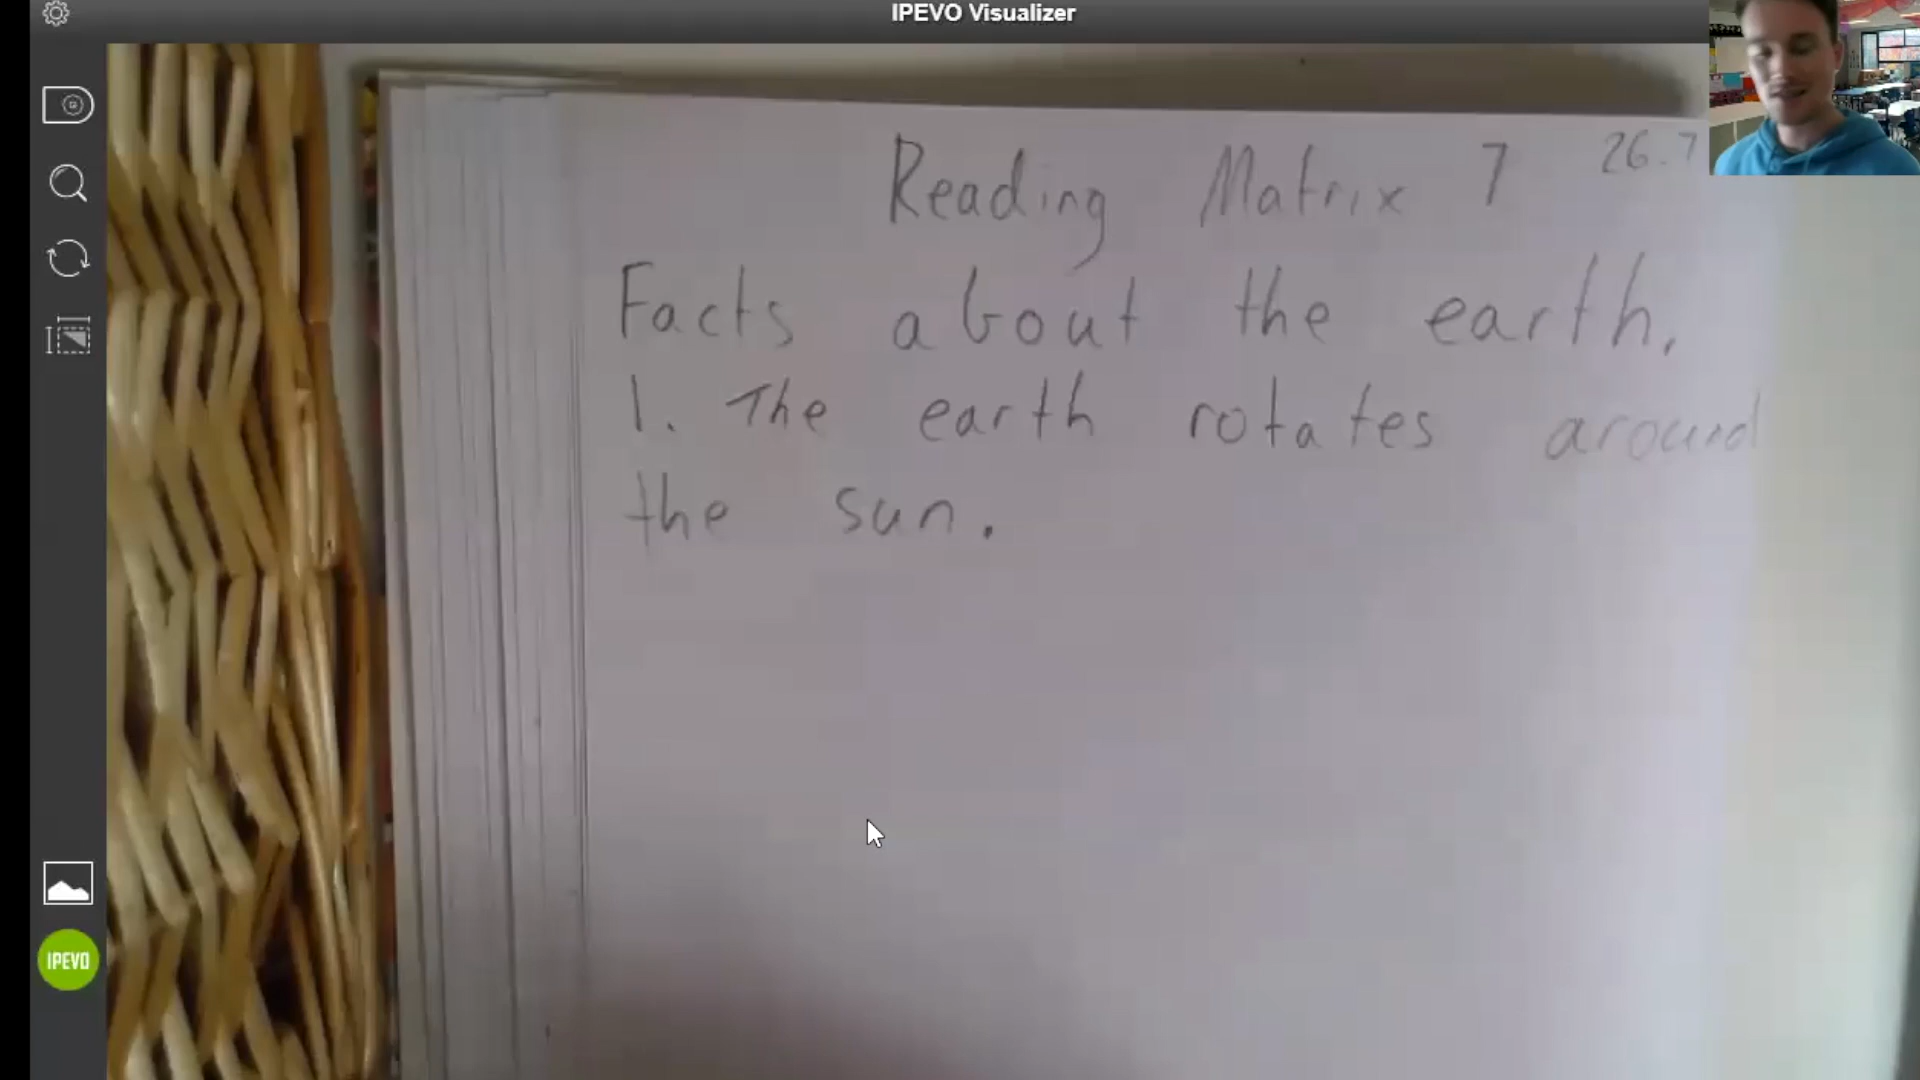 IPEVO Visualizer
Reading Matrix 7 26.7
Facts about the earth.
1. The earth rotates around
the sun.
IPEVO